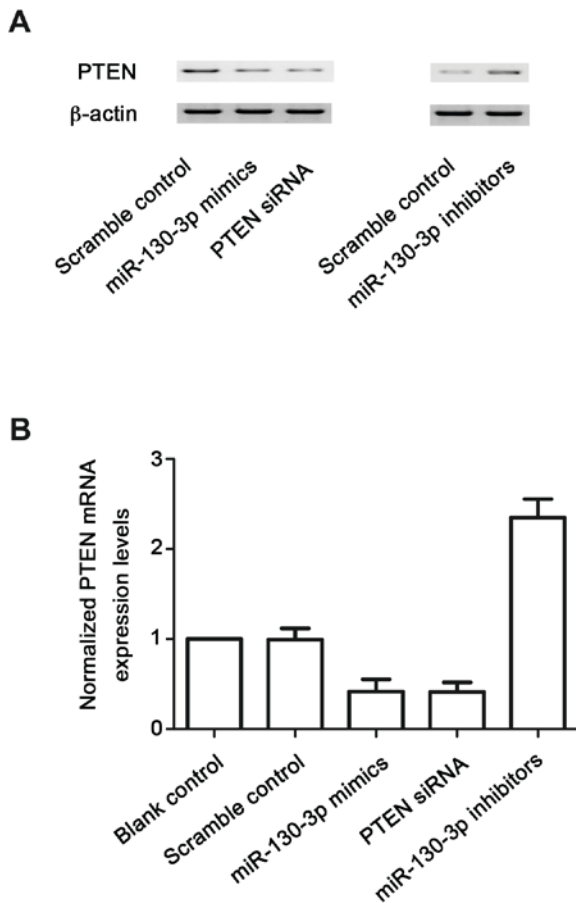 A
PTEN
β-actin
Scramble control
miR-130-3p mimics
PTEN siRNA
Scramble control
miR-130-3p inhibitors
B
Normalized PTEN mRNA
expression levels
3
2
1
0
Blank control
Scramble control
miR-130-3p mimics
PTEN siRNA
miR-130-3p inhibitors